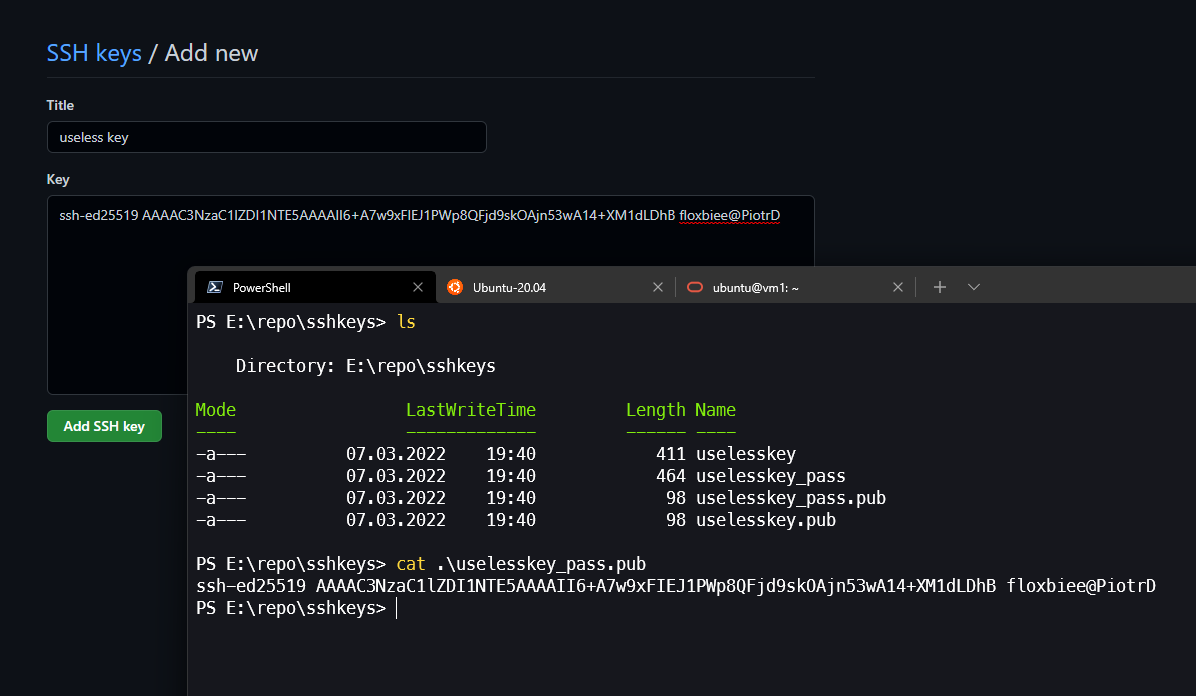 SSH keys / Add new
Title
useless key
Key
ssh-ed25519 AAAAC3NzaC1lZDI1NTE5AAAAII6+A7w9xFIEJ1PWp8QFjd9skOAjn53wA14+XM1dLDhB floxbiee@PiotrD
Add SSH key
PowerShell
Ubuntu-20.04
ubuntu@vm1: ~
PS E:\repo\sshkeys> ls
Directory: E:\repo\sshkeys
Mode LastWriteTime Length Name
---- ------------- ------ ----
-a--- 07.03.2022 19:40 411 uselesskey
-a--- 07.03.2022 19:40 464 uselesskey_pass
-a--- 07.03.2022 19:40 98 uselesskey_pass.pub
-a--- 07.03.2022 19:40 98 uselesskey.pub
PS E:\repo\sshkeys> cat .\uselesskey_pass.pub
ssh-ed25519 AAAAC3NzaC1lZDI1NTE5AAAAII6+A7w9xFIEJ1PWp8QFjd9skOAjn53wA14+XM1dLDhB floxbiee@PiotrD
PS E:\repo\sshkeys>